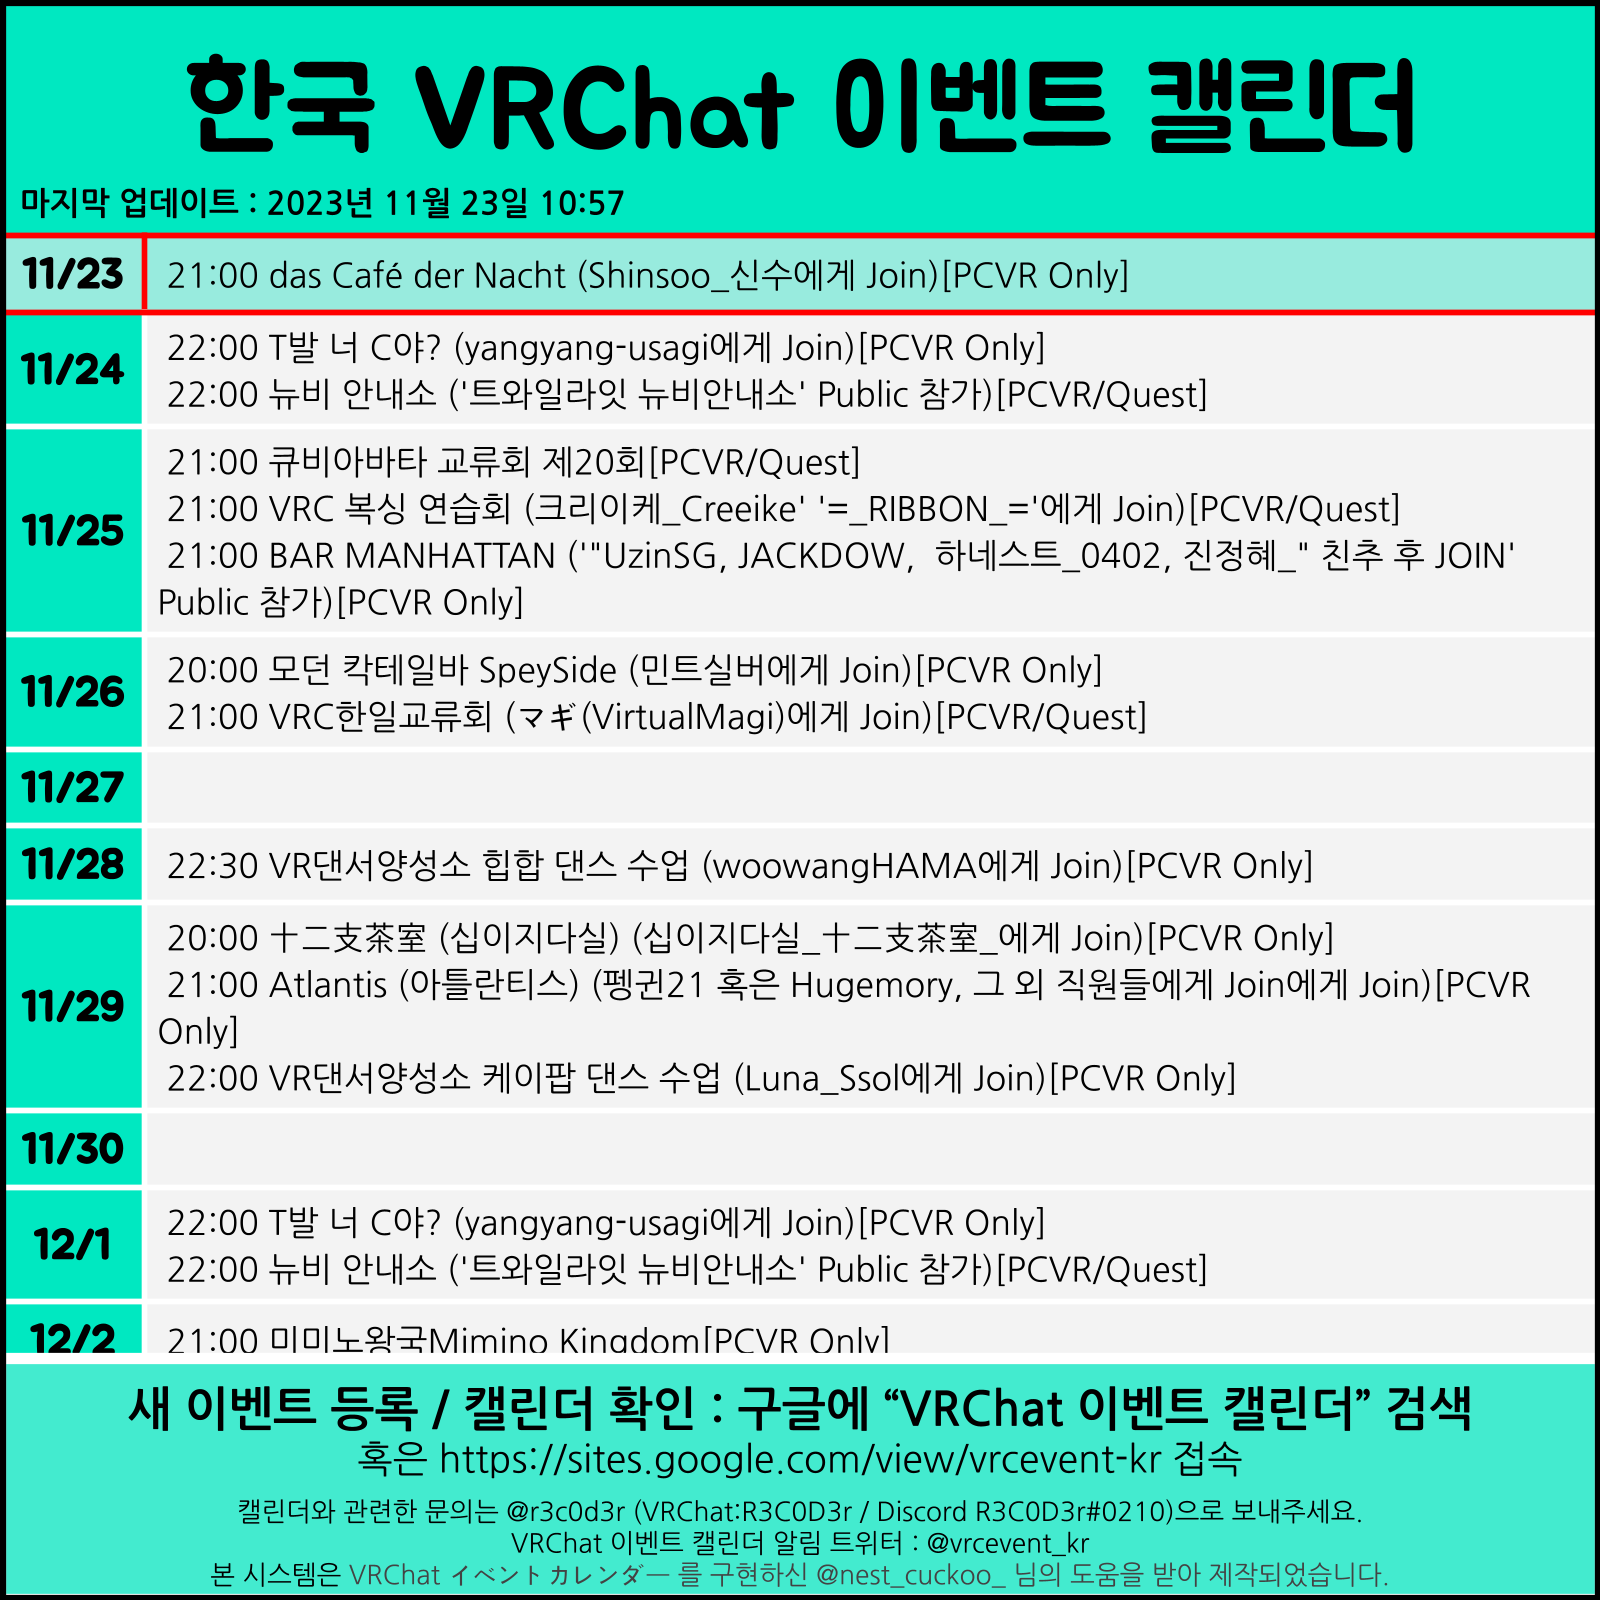 한국 VRChat 이벤트 캘린더
마지막 업데이트 : 2023년 11월 23일 10:57
11/23
21:00 das Café der Nacht (Shinsoo_신수에게 Join)[PCVR Only]
11/24
22:00 T발 너 C야? (yangyang-usagi에게 Join)[PCVR Only]
22:00 뉴비 안내소 ('트와일라잇 뉴비안내소' Public 참가)[PCVR/Quest]
11/25
21:00 큐비아바타 교류회 제20회[PCVR/Quest]
21:00 VRC 복싱 연습회 (크리이케_Creeike' '=_RIBBON_='에게 Join)[PCVR/Quest]
21:00 BAR MANHATTAN ('"UzinSG, JACKDOW,  하네스트_0402, 진정혜_" 친추 후 JOIN'
Public 참가)[PCVR Only]
11/26
20:00 모던 칵테일바 SpeySide (민트실버에게 Join)[PCVR Only]
21:00 VRC한일교류회 (マギ(VirtualMagi)에게 Join)[PCVR/Quest]
11/27
11/28
22:30 VR댄서양성소 힙합 댄스 수업 (woowangHAMA에게 Join)[PCVR Only]
11/29
20:00 十二支茶室 (십이지다실) (십이지다실_十二支茶室_에게 Join)[PCVR Only]
21:00 Atlantis (아틀란티스) (펭귄21 혹은 Hugemory, 그 외 직원들에게 Join에게 Join)[PCVR
Only]
22:00 VR댄서양성소 케이팝 댄스 수업 (Luna_Ssol에게 Join)[PCVR Only]
11/30
12/1
22:00 T발 너 C야? (yangyang-usagi에게 Join)[PCVR Only]
22:00 뉴비 안내소 ('트와일라잇 뉴비안내소' Public 참가)[PCVR/Quest]
12/2
21:00 미미노왕국Mimino Kingdom[PCVR Only]
새 이벤트 등록 / 캘린더 확인 : 구글에 “VRChat 이벤트 캘린더” 검색
혹은 https://sites.google.com/view/vrcevent-kr 접속
캘린더와 관련한 문의는 @r3c0d3r (VRChat:R3C0D3r / Discord R3C0D3r#0210)으로 보내주세요.
VRChat 이벤트 캘린더 알림 트위터 : @vrcevent_kr
본 시스템은 VRChat イベントカレンダー 를 구현하신 @nest_cuckoo_ 님의 도움을 받아 제작되었습니다.